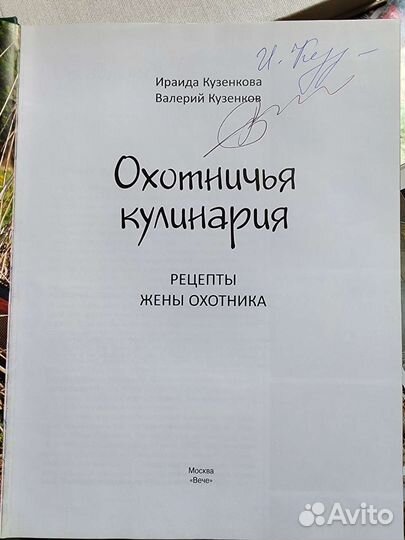 Ираида Кузенкова
Валерий Кузенков
Охотничья
кулинария
РЕЦЕПТЫ
ЖЕНЫ ОХОТНИКА
Москва
«Вече»
Avito